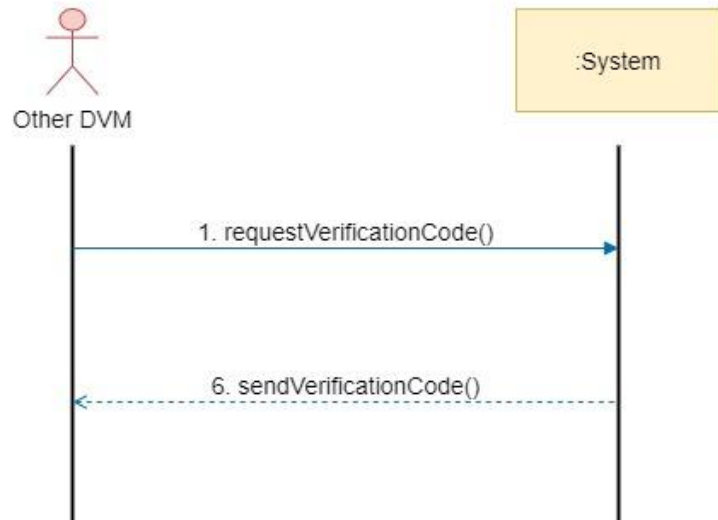 :System
Other DVM
1. requestVerificationCode()
6. sendVerificationCode()